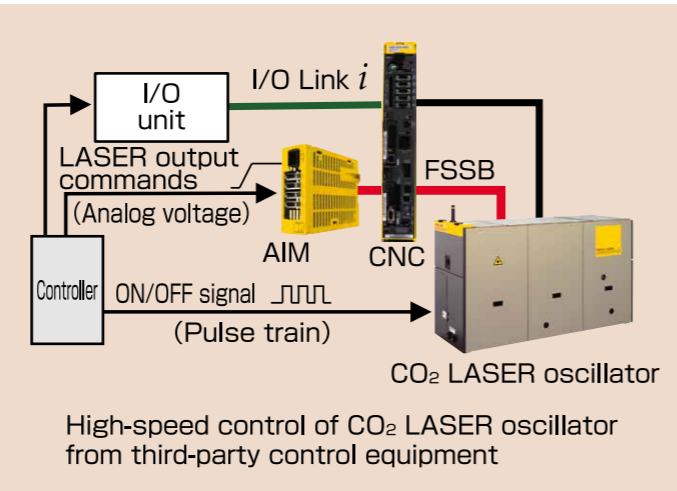 I/O
unit
I/O Link i
LASER output
commands
(Analog voltage)
FSSB
AIM
CNC
Controller
ON/OFF signal
(Pulse train)
CO₂ LASER oscillator
High-speed control of CO₂ LASER oscillator
from third-party control equipment